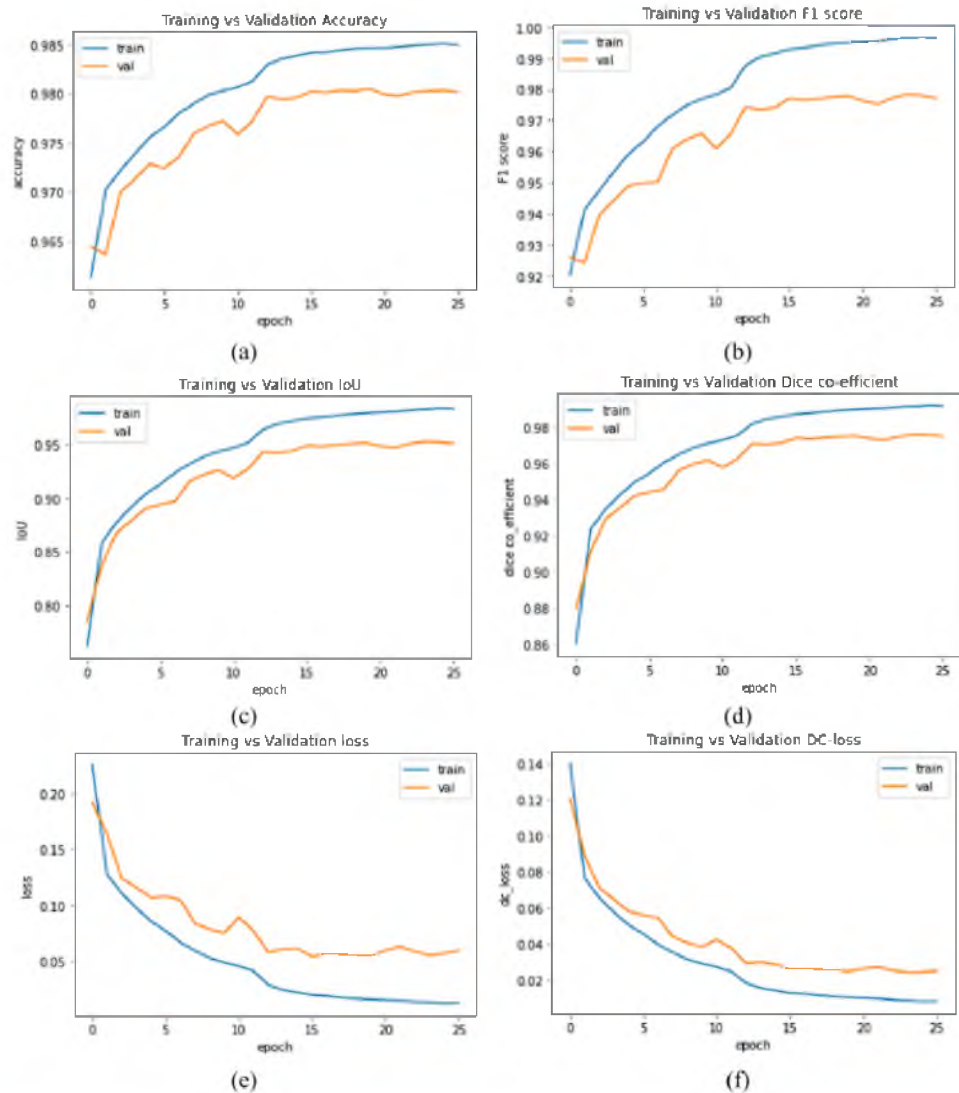 Training vs Validation Accuracy
train
val
accuracy
0.985
0.980
0.975
0.970
0.965
0 5 10 15 20 25
epoch
(a)
Training vs Validation F1 score
train
val
F1 score
1.00
0.99
0.98
0.97
0.96
0.95
0.94
0.93
0.92
0 5 10 15 20 25
epoch
(b)
Training vs Validation IoU
train
val
IoU
0.95
0.90
0.85
0.80
0 5 10 15 20 25
epoch
(c)
Training vs Validation Dice co-efficient
train
val
dice co_efficient
0.98
0.96
0.94
0.92
0.90
0.88
0.86
0 5 10 15 20 25
epoch
(d)
Training vs Validation loss
train
val
loss
0.20
0.15
0.10
0.05
0 5 10 15 20 25
epoch
(e)
Training vs Validation DC-loss
train
val
dc_loss
0.14
0.12
0.10
0.08
0.06
0.04
0.02
0 5 10 15 20 25
epoch
(f)